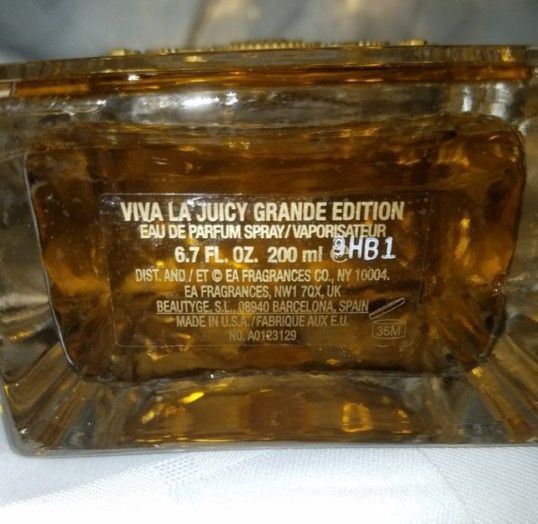 VIVA LA JUICY GRANDE EDITION
EAU DE PARFUM SPRAY/VAPORISATEUR
6.7 FL. OZ. 200 ml 9HB1
DIST. AND / ET © EA FRAGRANCES CO., NY 10004.
EA FRAGRANCES, NW1 7QX, UK
BEAUTYGE, S.L., 08940 BARCELONA, SPAIN
MADE IN U.S.A./FABRIQUE AUX E.U.
NO. A0123129
36M